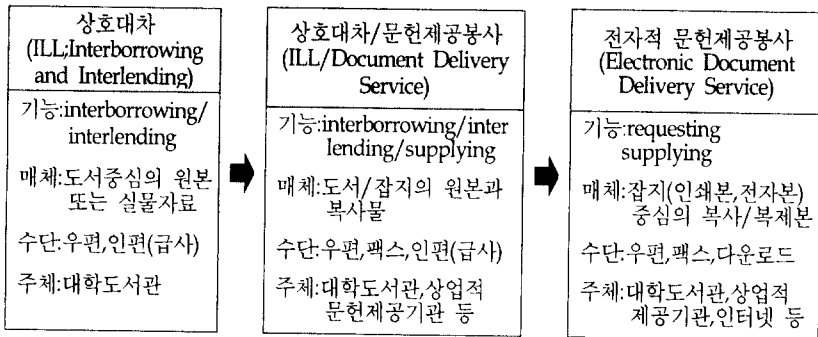 상호대차
(ILL;Interborrowing
and Interlending)
기능:interborrowing/
interlending
매체:도서중심의 원본
또는 실물자료
수단:우편,인편(급사)
주체:대학도서관
상호대차/문헌제공봉사
(ILL/Document Delivery
Service)
기능:interborrowing/inter
lending/supplying
매체:도서/잡지의 원본과
복사물
수단:우편,팩스,인편(급사)
주체:대학도서관,상업적
문헌제공기관 등
전자적 문헌제공봉사
(Electronic Document
Delivery Service)
기능:requesting
supplying
매체:잡지(인쇄본,전자본)
중심의 복사/복제본
수단:우편,팩스,다운로드
주체:대학도서관,상업적
제공기관,인터넷 등